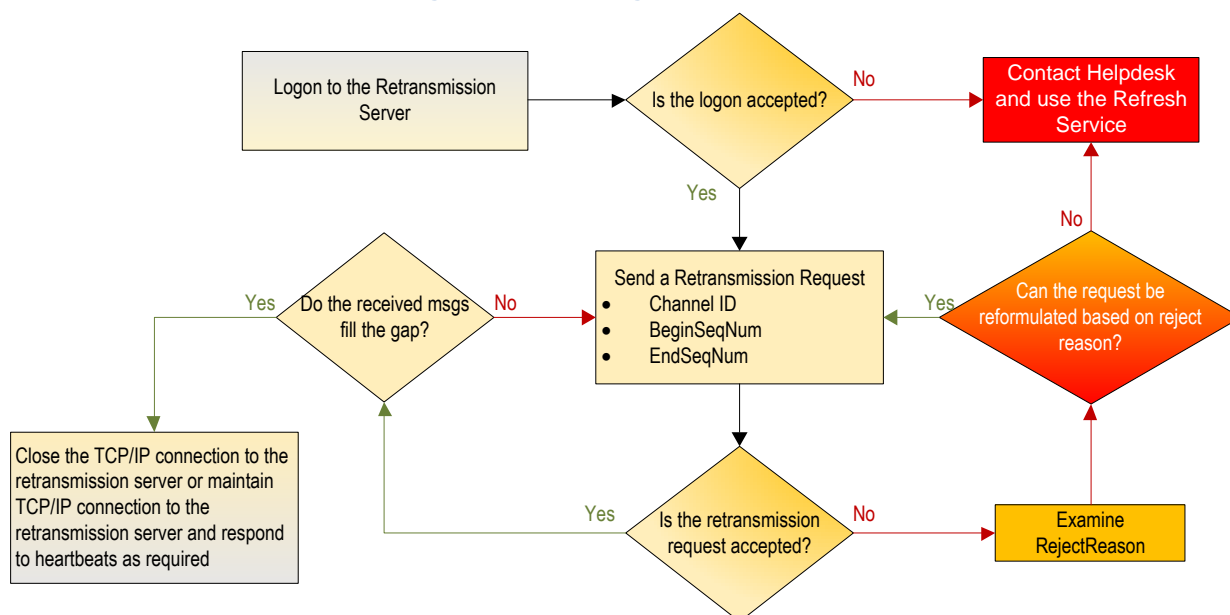 Logon to the Retransmission
Server
Is the logon accepted?
No
Contact Helpdesk
and use the Refresh
Service
Yes
No
Send a Retransmission Request
• Channel ID
• BeginSeqNum
• EndSeqNum
Yes
Do the received msgs
fill the gap?
No
Yes
Can the request be
reformulated based on reject
reason?
Close the TCP/IP connection to the
retransmission server or maintain
TCP/IP connection to the
retransmission server and respond
to heartbeats as required
Yes
Is the retransmission
request accepted?
No
Examine
RejectReason